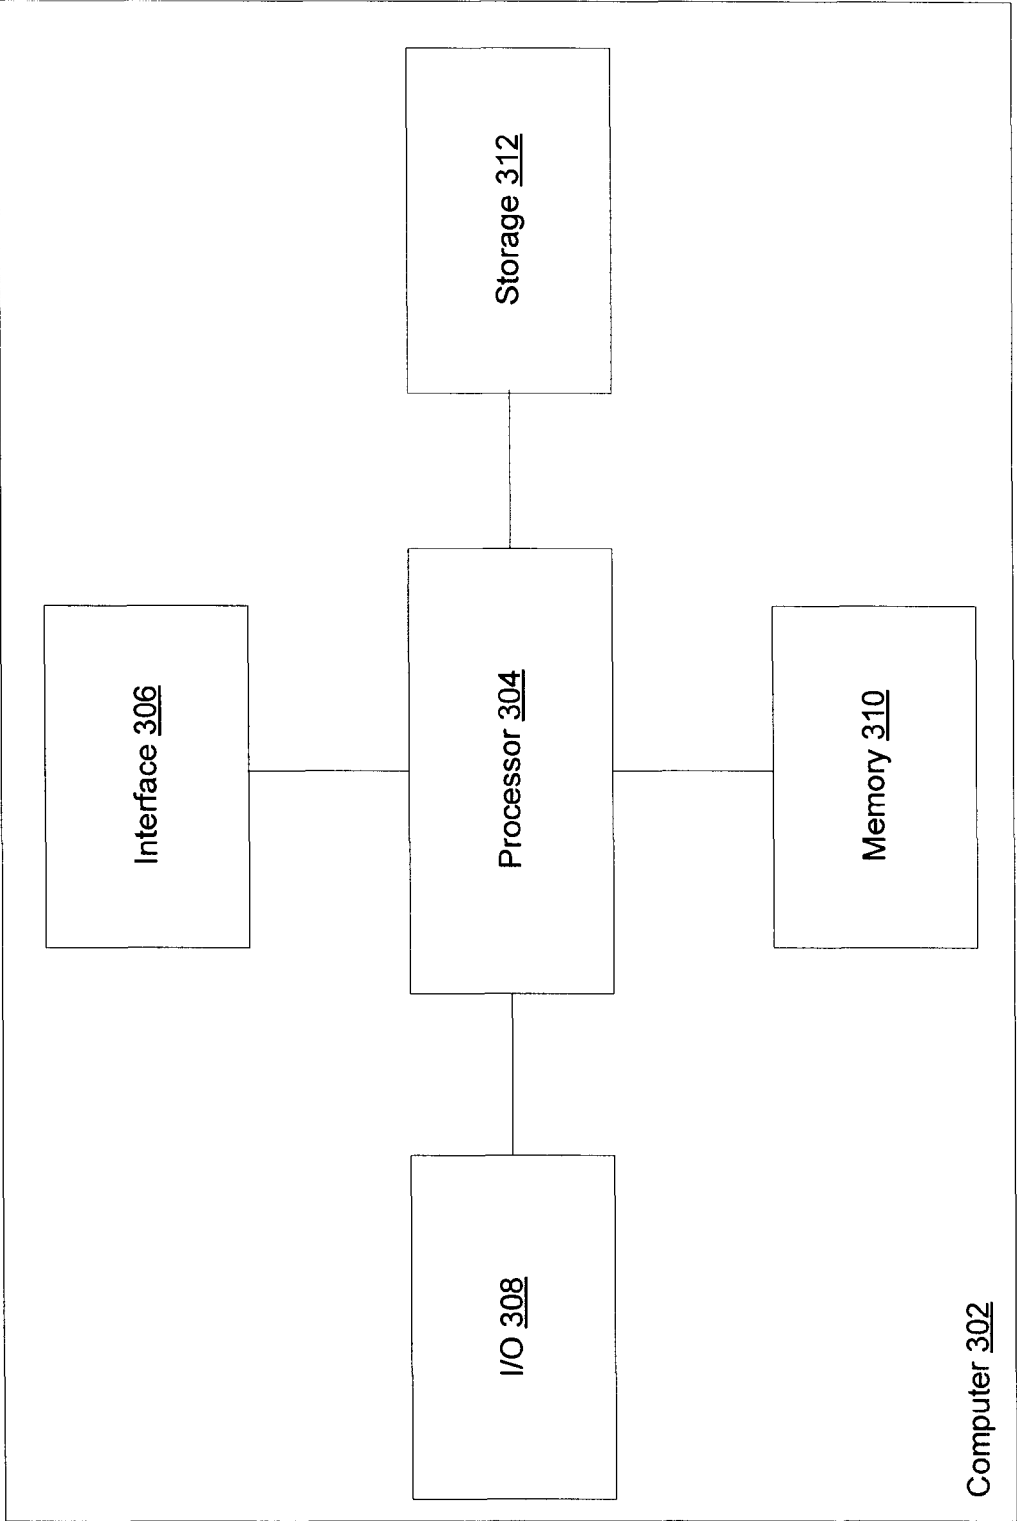 Interface 306
I/O 308
Processor 304
Storage 312
Memory 310
Computer 302